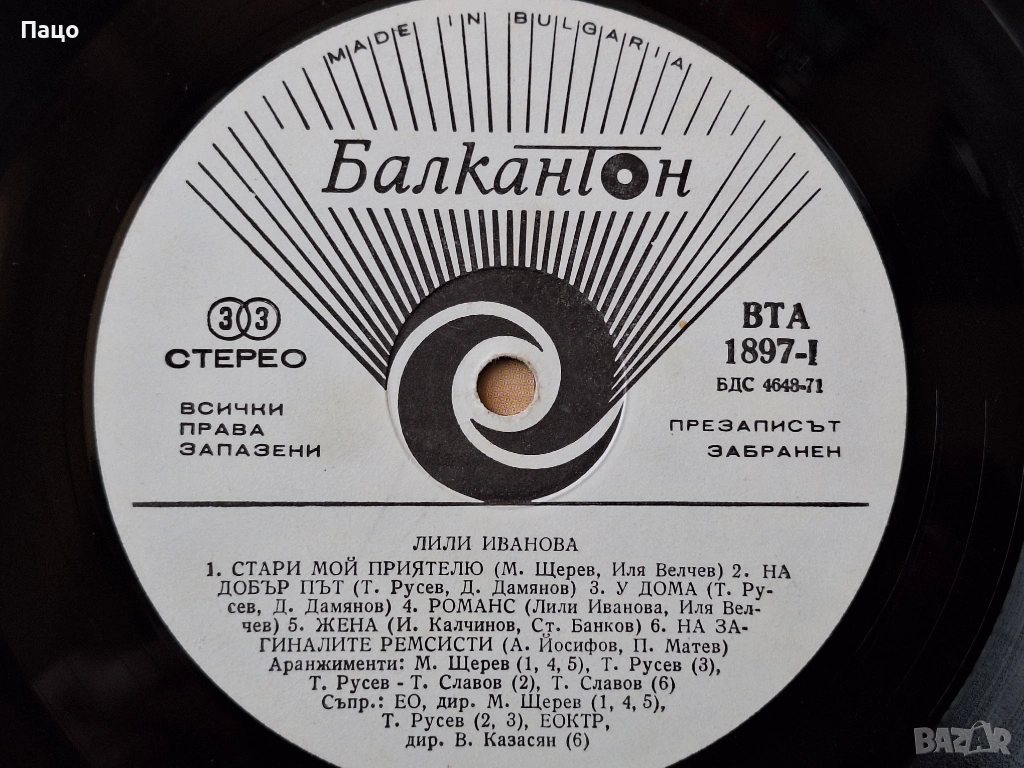 Пацо
MADE IN BULGARIA
Балкантон
33
СТЕРЕО
ВСИЧКИ
ПРАВА
ЗАПАЗЕНИ
ВТА
1897-I
БДС 4648-71
ПРЕЗАПИСЪТ
ЗАБРАНЕН
ЛИЛИ ИВАНОВА
1. СТАРИ МОЙ ПРИЯТЕЛЮ (М. Щерев, Иля Велчев) 2. НА
ДОБЪР ПЪТ (Т. Русев, Д. Дамянов) 3. У ДОМА (Т. Ру-
сев, Д. Дамянов) 4. РОМАНС (Лили Иванова, Иля Вел-
чев) 5. ЖЕНА (И. Калчинов, Ст. Банков) 6. НА ЗА-
ГИНАЛИТЕ РЕМСИСТИ (А. Йосифов, П. Матев)
Аранжименти: М. Щерев (1, 4, 5), Т. Русев (3),
Т. Русев - Т. Славов (2), Т. Славов (6)
Съпр.: ЕО, дир. М. Щерев (1, 4, 5),
Т. Русев (2, 3), ЕОКТР,
дир. В. Казасян (6)
BAZAR